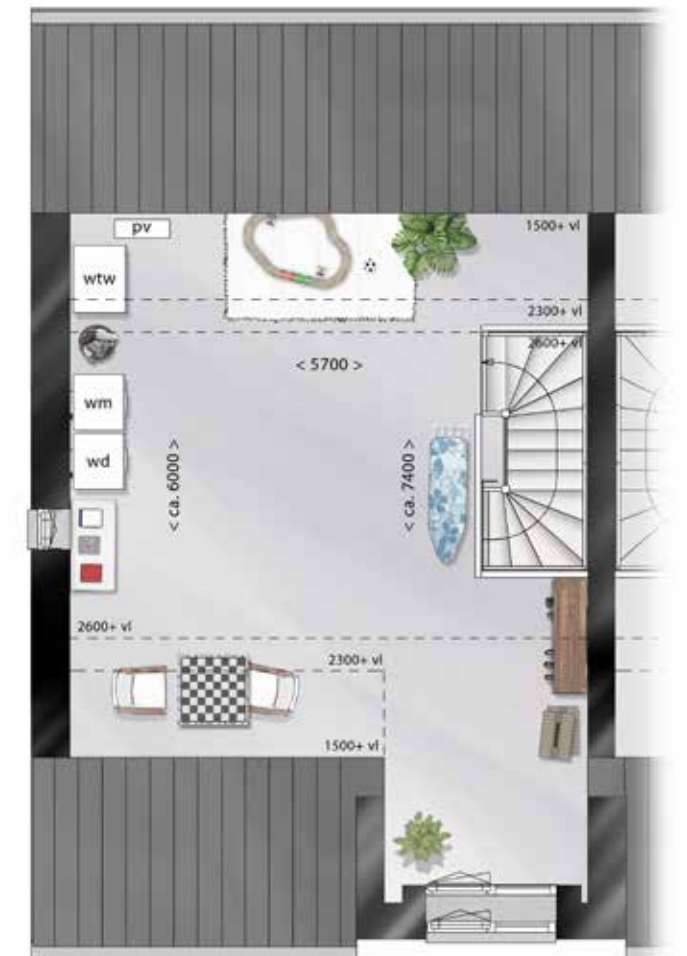 pv
1500+ vl
wtw
2300+ vl
2600+ vl
< 5700 >
wm
wd
< ca. 6000 >
< ca. 7400 >
2600+ vl
2300+ vl
1500+ vl